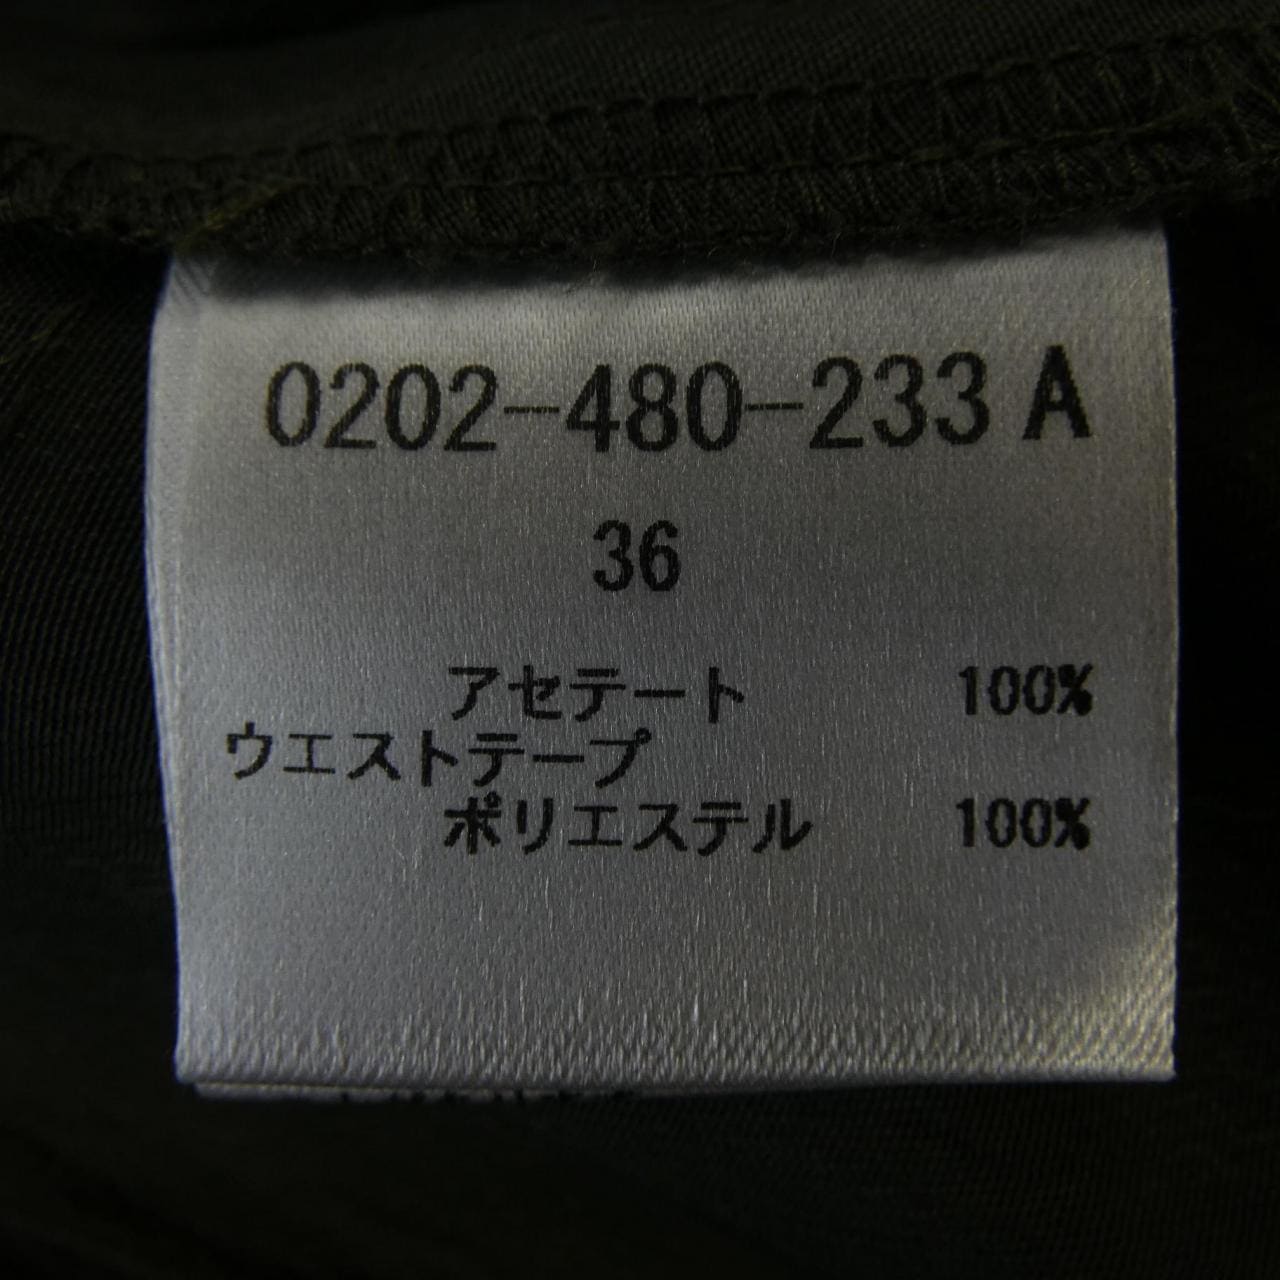 0202-480-233 A
36
アセテート 100%
ウエストテープ
ポリエステル 100%